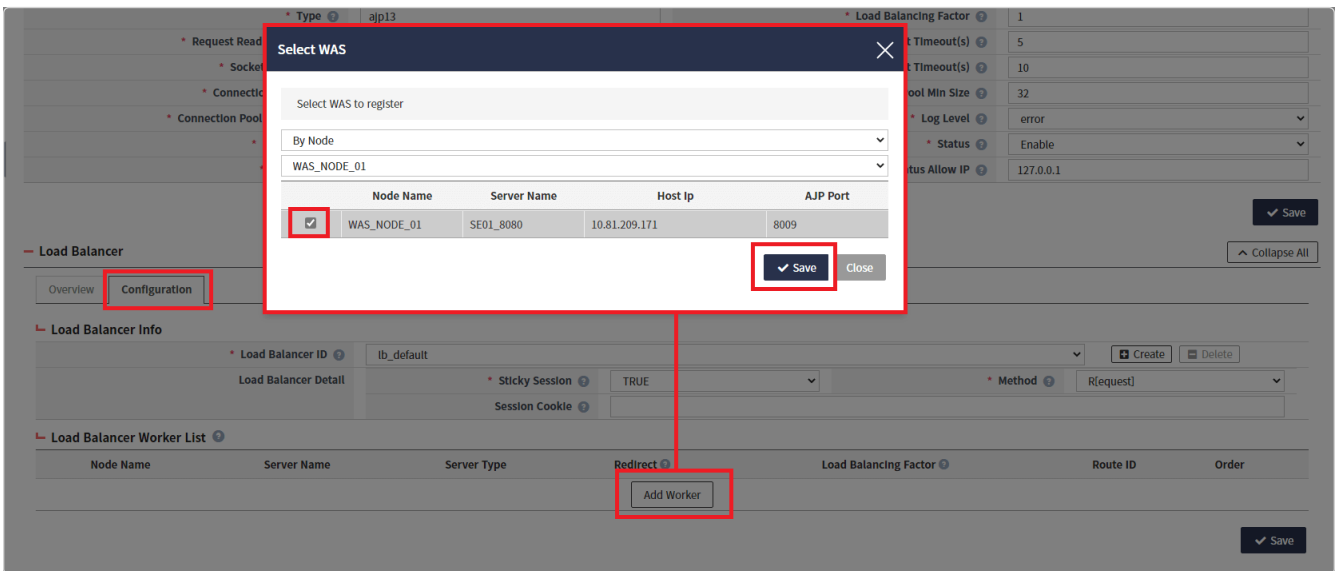 * Type ajp13 * Load Balancing Factor 1
* Request Read t Timeout(s) 5
* Socket t Timeout(s) 10
* Connectio ool Min Size 32
* Connection Pool * Log Level error
* * Status Enable
* tus Allow IP 127.0.0.1
Save
Select WAS
Select WAS to register
By Node
WAS_NODE_01
Node Name Server Name Host Ip AJP Port
WAS_NODE_01 SE01_8080 10.81.209.171 8009
Save Close
Load Balancer Collapse All
Overview Configuration
Load Balancer Info
* Load Balancer ID lb_default Create Delete
Load Balancer Detail * Sticky Session TRUE * Method R[equest]
Session Cookie
Load Balancer Worker List
Node Name Server Name Server Type Redirect Load Balancing Factor Route ID Order
Add Worker
Save